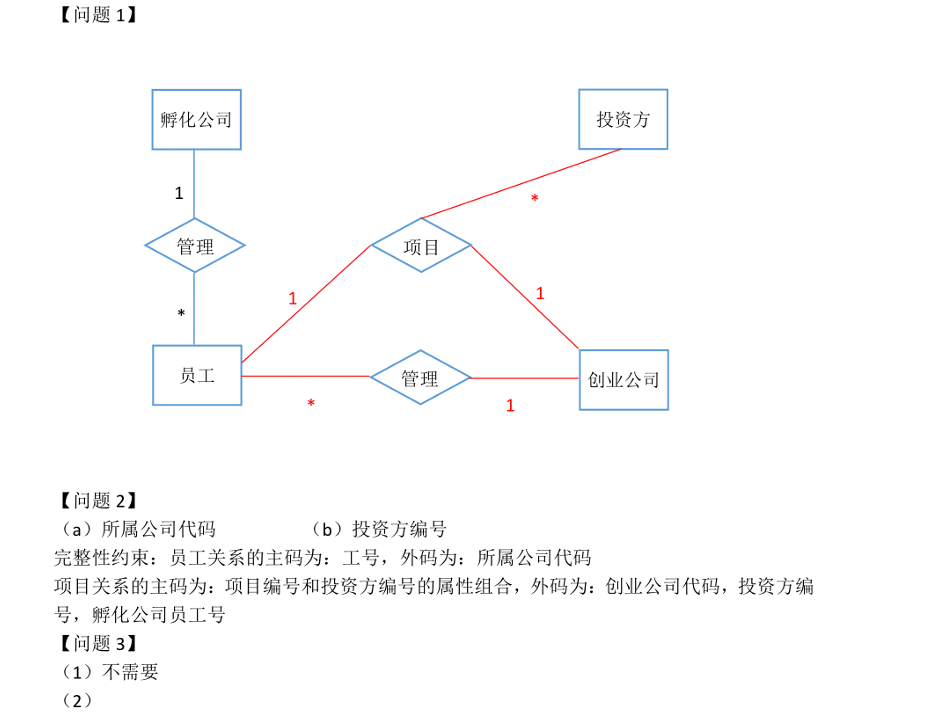 【问题 1】
孵化公司
投资方
1
*
管理
项目
1
1
*
员工
管理
创业公司
*
1
【问题 2】
（a）所属公司代码 （b）投资方编号
完整性约束：员工关系的主码为：工号，外码为：所属公司代码
项目关系的主码为：项目编号和投资方编号的属性组合，外码为：创业公司代码，投资方编
号，孵化公司员工号
【问题 3】
（1）不需要
（2）